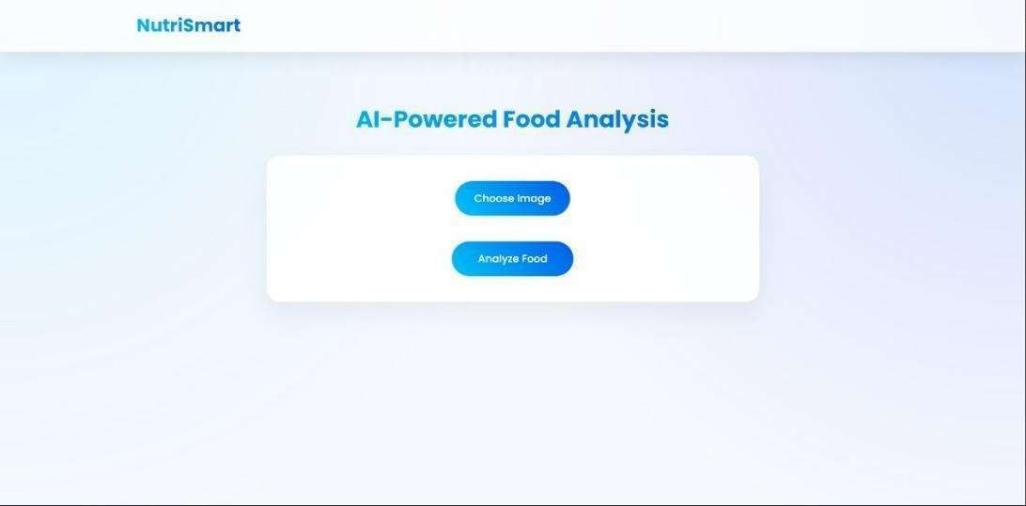 NutriSmart
AI-Powered Food Analysis
Choose Image
Analyze Food